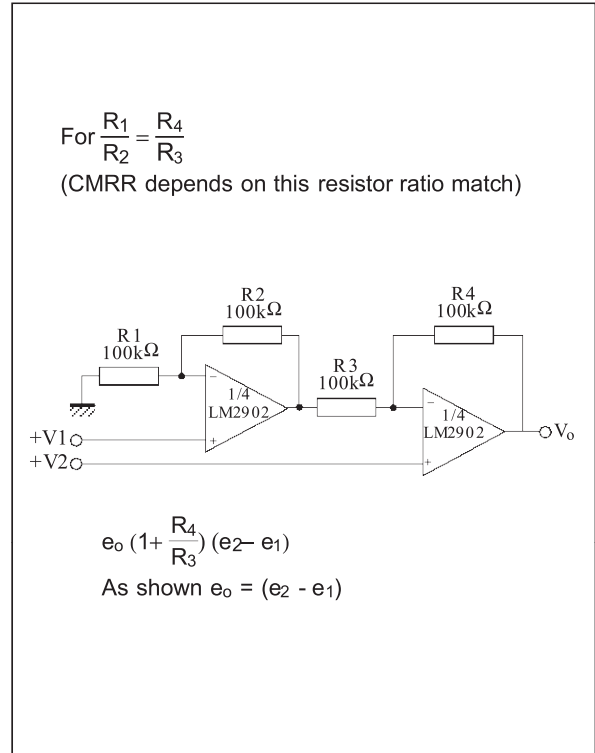 For R1/R2 = R4/R3
(CMRR depends on this resistor ratio match)
R2
100kΩ
R4
100kΩ
R1
100kΩ
R3
100kΩ
-
1/4
LM2902
+
-
1/4
LM2902
+
Vo
+V1
+V2
eo (1+ R4/R3) (e2– e1)
As shown eo = (e2 - e1)